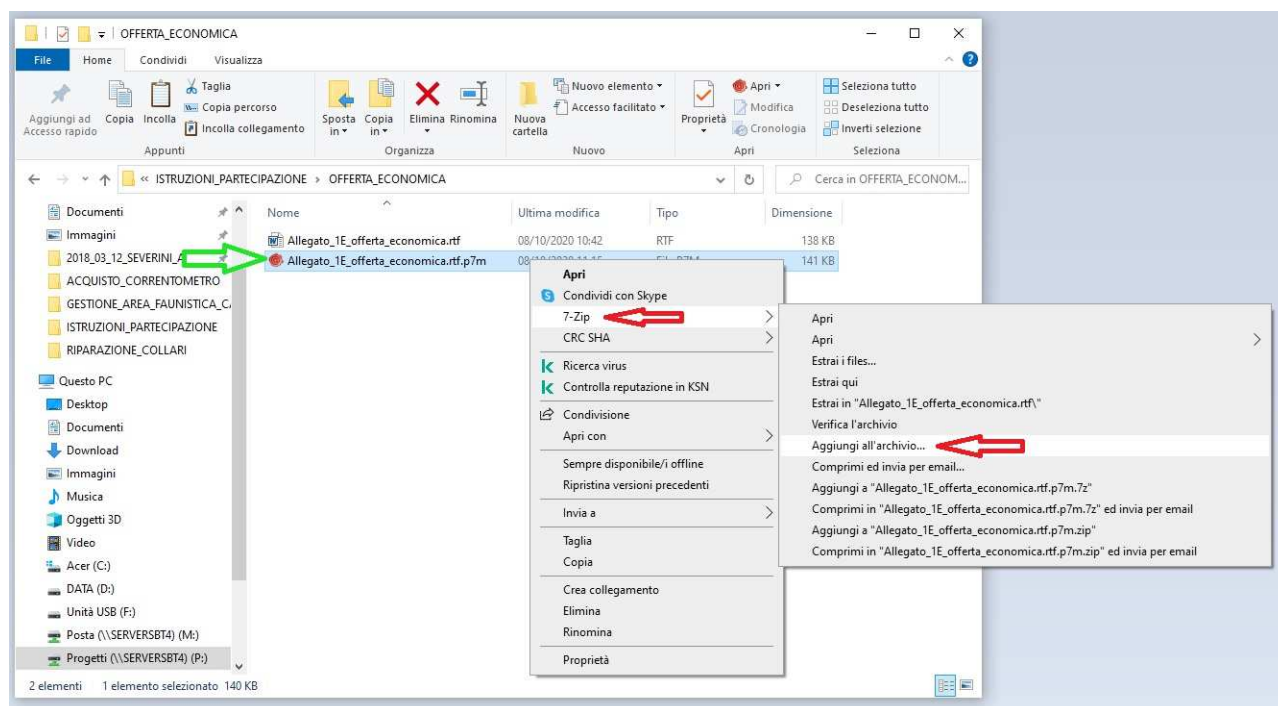 OFFERTA_ECONOMICA
File Home Condividi Visualizza
Aggiungi ad Accesso rapido
Copia
Incolla
Taglia
Copia percorso
Incolla collegamento
Appunti
Sposta in
Copia in
Elimina
Rinomina
Organizza
Nuova cartella
Nuovo elemento
Accesso facilitato
Nuovo
Proprietà
Apri
Modifica
Cronologia
Apri
Seleziona tutto
Deseleziona tutto
Inverti selezione
Seleziona
« ISTRUZIONI_PARTECIPAZIONE > OFFERTA_ECONOMICA
Cerca in OFFERTA_ECONOM...
Documenti
Immagini
2018_03_12_SEVERINI_A
ACQUISTO_CORRENTOMETRO
GESTIONE_AREA_FAUNISTICA_C
ISTRUZIONI_PARTECIPAZIONE
RIPARAZIONE_COLLARI
Questo PC
Desktop
Documenti
Download
Immagini
Musica
Oggetti 3D
Video
Acer (C:)
DATA (D:)
Unità USB (F:)
Posta (\\SERVERSBT4) (M:)
Progetti (\\SERVERSBT4) (P:)
Nome Ultima modifica Tipo Dimensione
Allegato_1E_offerta_economica.rtf 08/10/2020 10:42 RTF 138 KB
Allegato_1E_offerta_economica.rtf.p7m 141 KB
Apri
Condividi con Skype
7-Zip
CRC SHA
Ricerca virus
Controlla reputazione in KSN
Condivisione
Apri con
Sempre disponibile/i offline
Ripristina versioni precedenti
Invia a
Taglia
Copia
Crea collegamento
Elimina
Rinomina
Proprietà
Apri
Apri
Estrai i files...
Estrai qui
Estrai in "Allegato_1E_offerta_economica.rtf\"
Verifica l'archivio
Aggiungi all'archivio...
Comprimi ed invia per email...
Aggiungi a "Allegato_1E_offerta_economica.rtf.p7m.7z"
Comprimi in "Allegato_1E_offerta_economica.rtf.p7m.7z" ed invia per email
Aggiungi a "Allegato_1E_offerta_economica.rtf.p7m.zip"
Comprimi in "Allegato_1E_offerta_economica.rtf.p7m.zip" ed invia per email
2 elementi 1 elemento selezionato 140 KB